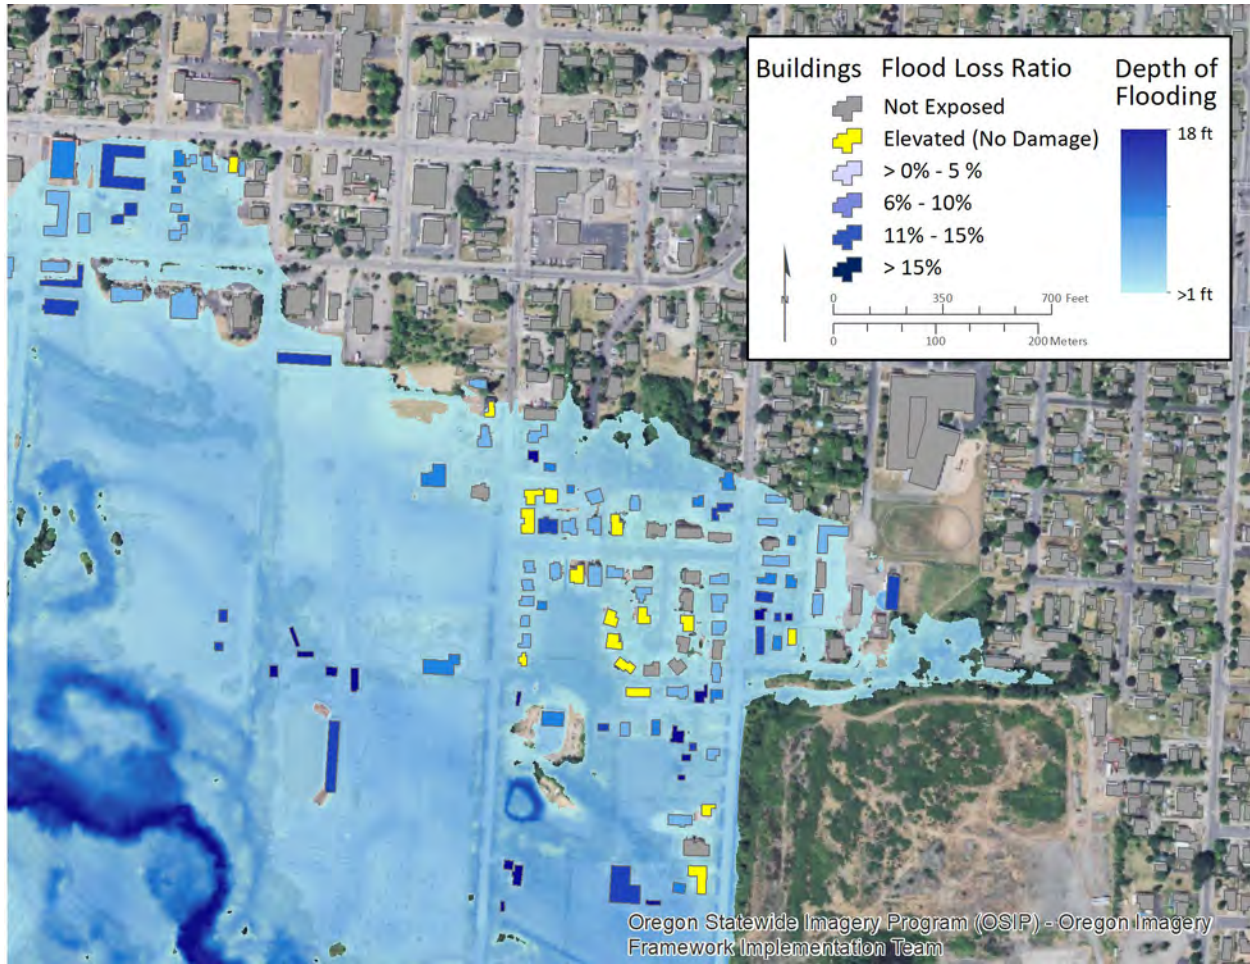 Buildings Flood Loss Ratio
Depth of
Flooding
Not Exposed
Elevated (No Damage)
> 0% - 5 %
6% - 10%
11% - 15%
> 15%
18 ft
>1 ft
N
0 350 700 Feet
0 100 200 Meters
Oregon Statewide Imagery Program (OSIP) - Oregon Imagery
Framework Implementation Team